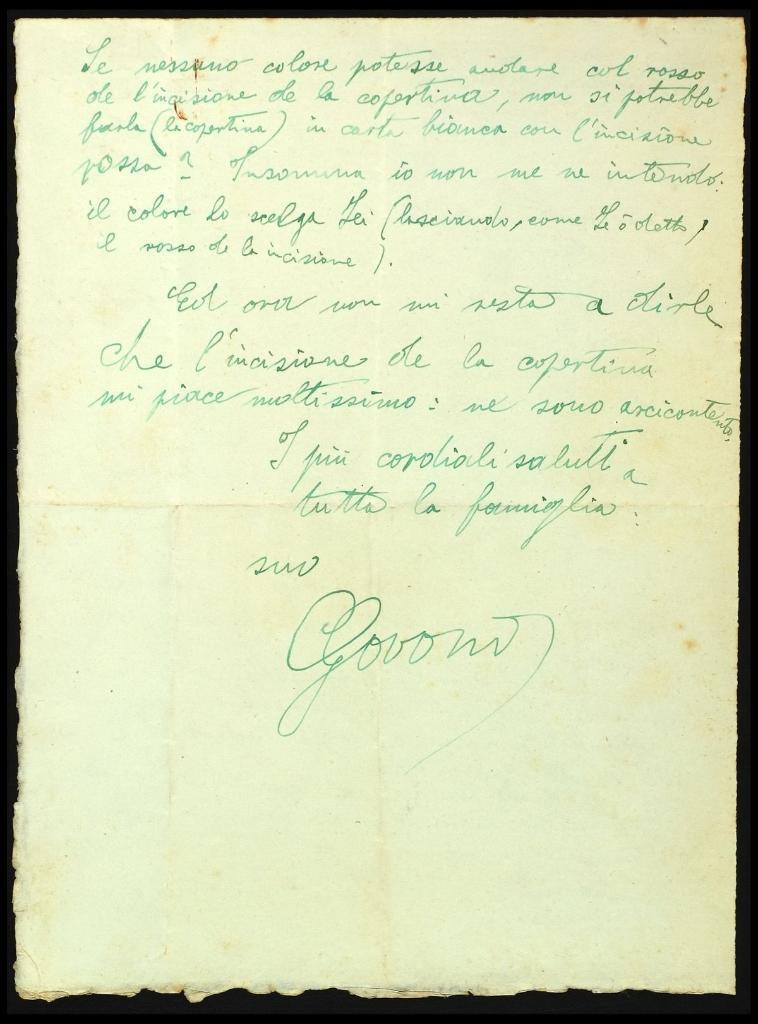 Se nessuno colore potesse andare col rosso
de l'incisione de la copertina, non si potrebbe
farla (la copertina) in carta bianca con l'incisione
rossa? Insomma io non me ne intendo:
il colore lo scelga Lei (lasciando, come Le ò detto,
il rosso de la incisione).
Ed ora non mi resta a dirle
che l'incisione de la copertina
mi piace moltissimo: ne sono arcicontento.
I più cordiali saluti a
tutta la famiglia.
suo
CGovoni